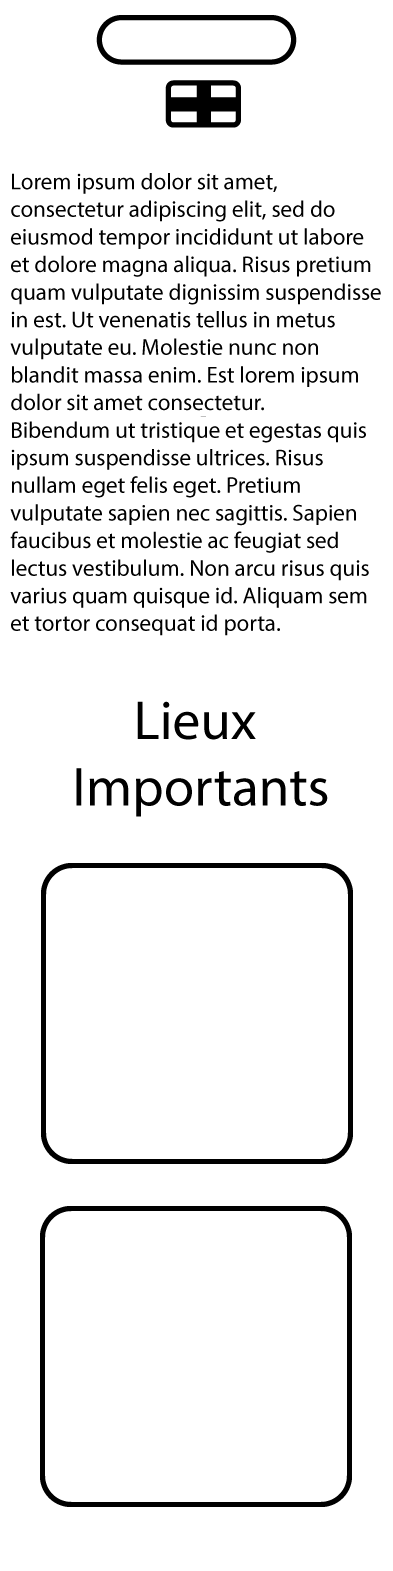 Lorem ipsum dolor sit amet,
consectetur adipiscing elit, sed do
eiusmod tempor incididunt ut labore
et dolore magna aliqua. Risus pretium
quam vulputate dignissim suspendisse
in est. Ut venenatis tellus in metus
vulputate eu. Molestie nunc non
blandit massa enim. Est lorem ipsum
dolor sit amet consectetur.
Bibendum ut tristique et egestas quis
ipsum suspendisse ultrices. Risus
nullam eget felis eget. Pretium
vulputate sapien nec sagittis. Sapien
faucibus et molestie ac feugiat sed
lectus vestibulum. Non arcu risus quis
varius quam quisque id. Aliquam sem
et tortor consequat id porta.
Lieux
Importants